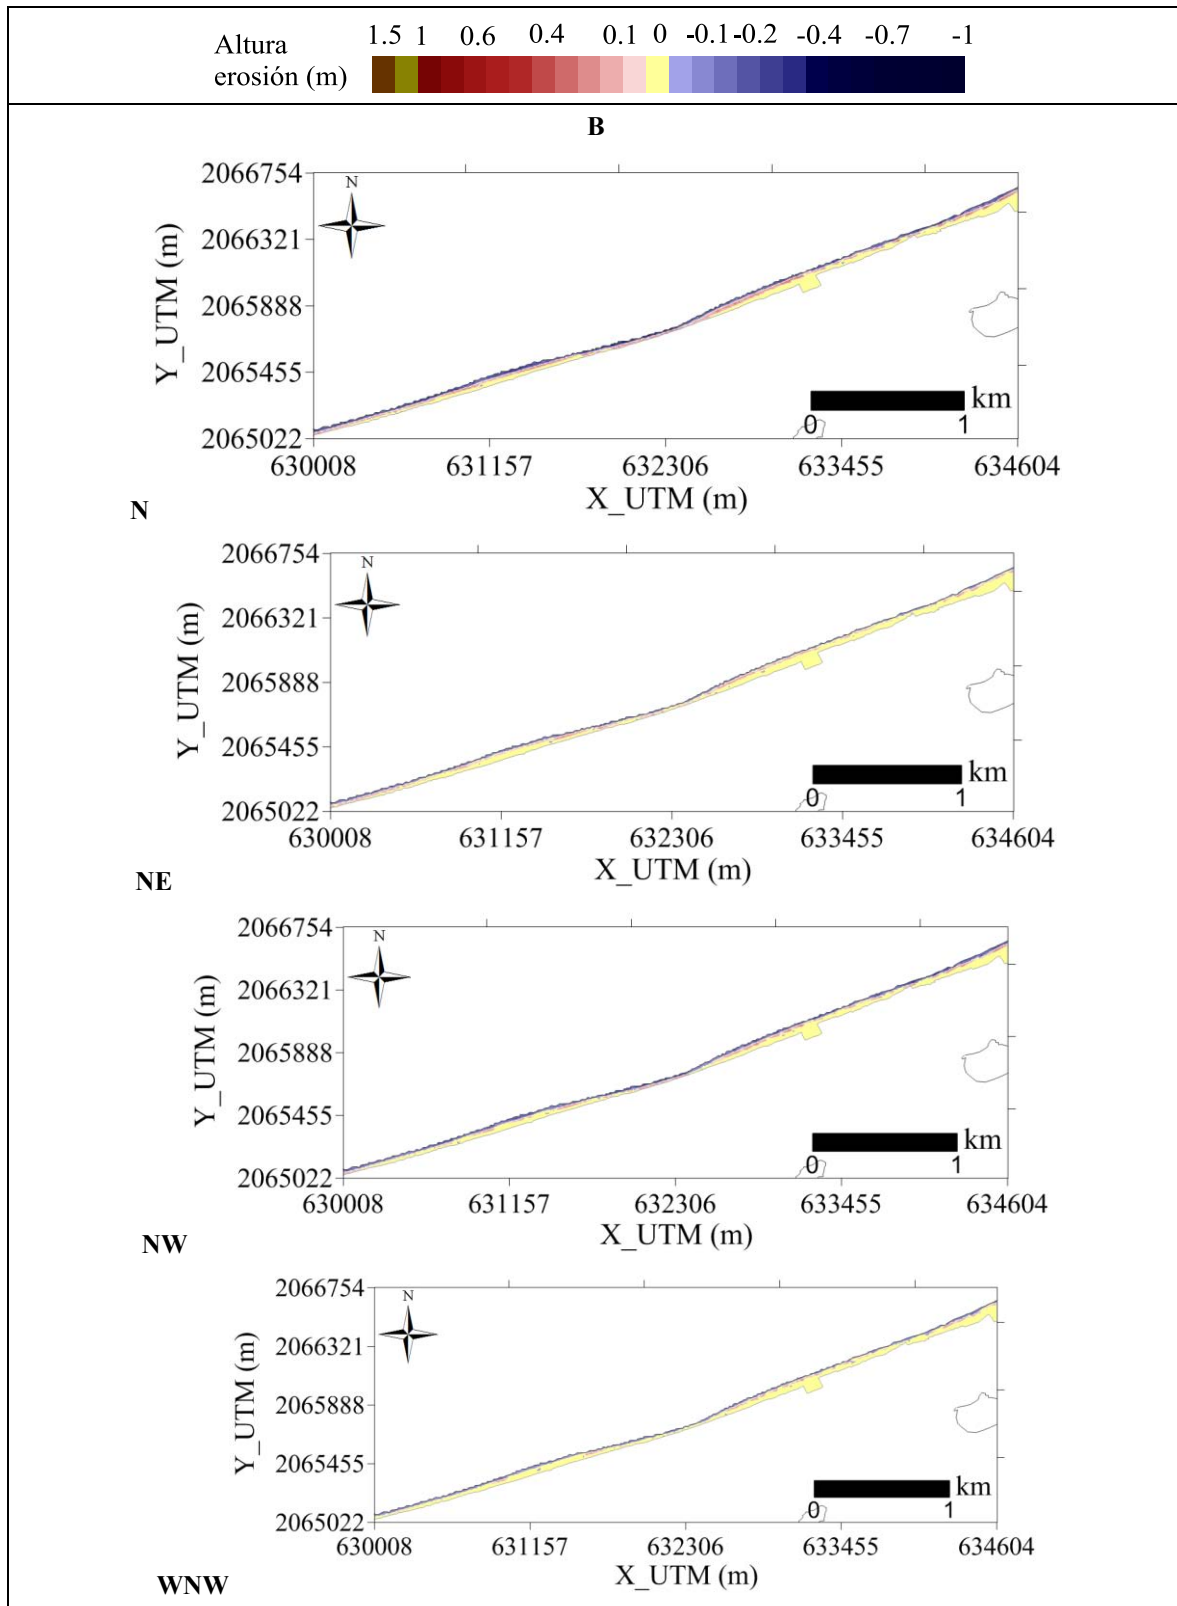 Altura
erosión (m)
1.5 1 0.6 0.4 0.1 0 -0.1 -0.2 -0.4 -0.7 -1
B
N
2066754
2066321
2065888
2065455
2065022
Y_UTM (m)
km
0 1
630008 631157 632306 633455 634604
X_UTM (m)
N
N
2066754
2066321
2065888
2065455
2065022
Y_UTM (m)
km
0 1
630008 631157 632306 633455 634604
X_UTM (m)
NE
N
2066754
2066321
2065888
2065455
2065022
Y_UTM (m)
km
0 1
630008 631157 632306 633455 634604
X_UTM (m)
NW
N
2066754
2066321
2065888
2065455
2065022
Y_UTM (m)
km
0 1
630008 631157 632306 633455 634604
X_UTM (m)
WNW